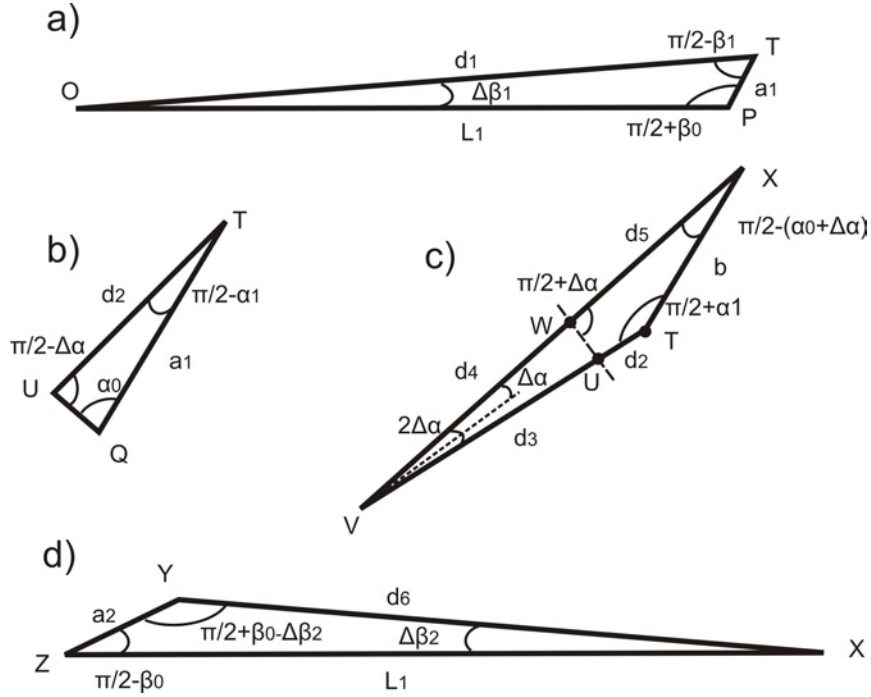 a)
π/2-β1
T
d1
O
Δβ1
a1
L1
π/2+β0
P
b)
T
d2
π/2-α1
π/2-Δα
a1
U
α0
Q
c)
X
d5
π/2-(α0+Δα)
b
π/2+Δα
π/2+α1
W
T
d4
U
d2
Δα
2Δα
d3
V
d)
Y
d6
a2
π/2+β0-Δβ2
Δβ2
Z
X
π/2-β0
L1